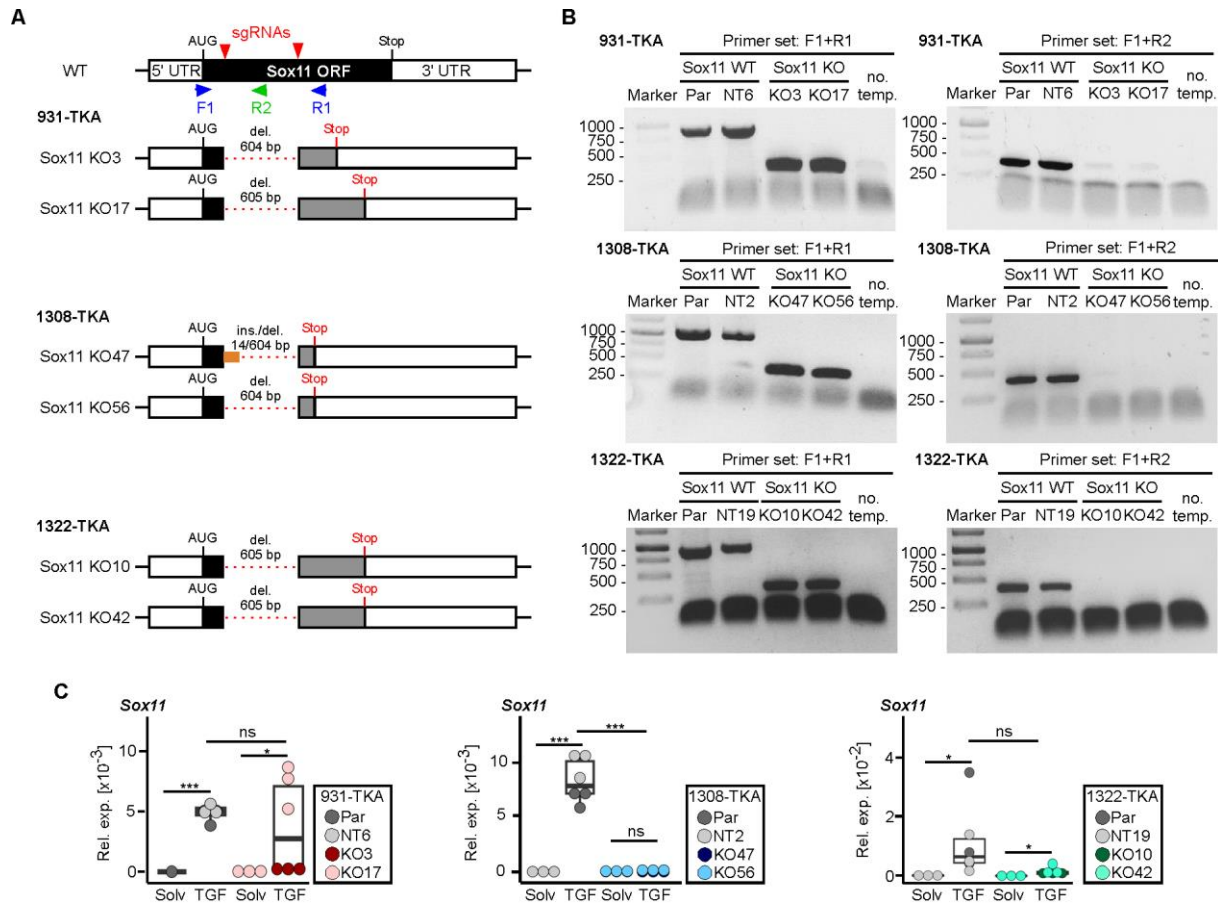 A
sgRNAs
AUG
Stop
WT
5' UTR
Sox11 ORF
3' UTR
F1
R2
R1
931-TKA
AUG
del.
604 bp
Stop
Sox11 KO3
AUG
del.
605 bp
Stop
Sox11 KO17
1308-TKA
AUG
ins./del.
14/604 bp
Stop
Sox11 KO47
AUG
del.
604 bp
Stop
Sox11 KO56
1322-TKA
AUG
del.
605 bp
Stop
Sox11 KO10
AUG
del.
605 bp
Stop
Sox11 KO42
B
931-TKA
Primer set: F1+R1
Sox11 WT Sox11 KO no.
Marker Par NT6 KO3 KO17 temp.
1000 -
500 -
250 -
931-TKA
Primer set: F1+R2
Sox11 WT Sox11 KO no.
Marker Par NT6 KO3 KO17 temp.
1000 -
500 -
250 -
1308-TKA
Primer set: F1+R1
Sox11 WT Sox11 KO no.
Marker Par NT2 KO47 KO56 temp.
1000 -
500 -
250 -
1308-TKA
Primer set: F1+R2
Sox11 WT Sox11 KO no.
Marker Par NT2 KO47 KO56 temp.
1000 -
500 -
250 -
1322-TKA
Primer set: F1+R1
Sox11 WT Sox11 KO no.
Marker Par NT19 KO10 KO42 temp.
1000 -
500 -
250 -
1322-TKA
Primer set: F1+R2
Sox11 WT Sox11 KO no.
Marker Par NT19 KO10 KO42 temp.
1000 -
500 -
250 -
C
Sox11
Rel. exp. [x10⁻³]
10
5
0
***
ns
*
Solv TGF Solv TGF
931-TKA
Par
NT6
KO3
KO17
Sox11
Rel. exp. [x10⁻³]
10
5
0
***
***
ns
Solv TGF Solv TGF
1308-TKA
Par
NT2
KO47
KO56
Sox11
Rel. exp. [x10⁻²]
4
2
0
*
ns
*
Solv TGF Solv TGF
1322-TKA
Par
NT19
KO10
KO42